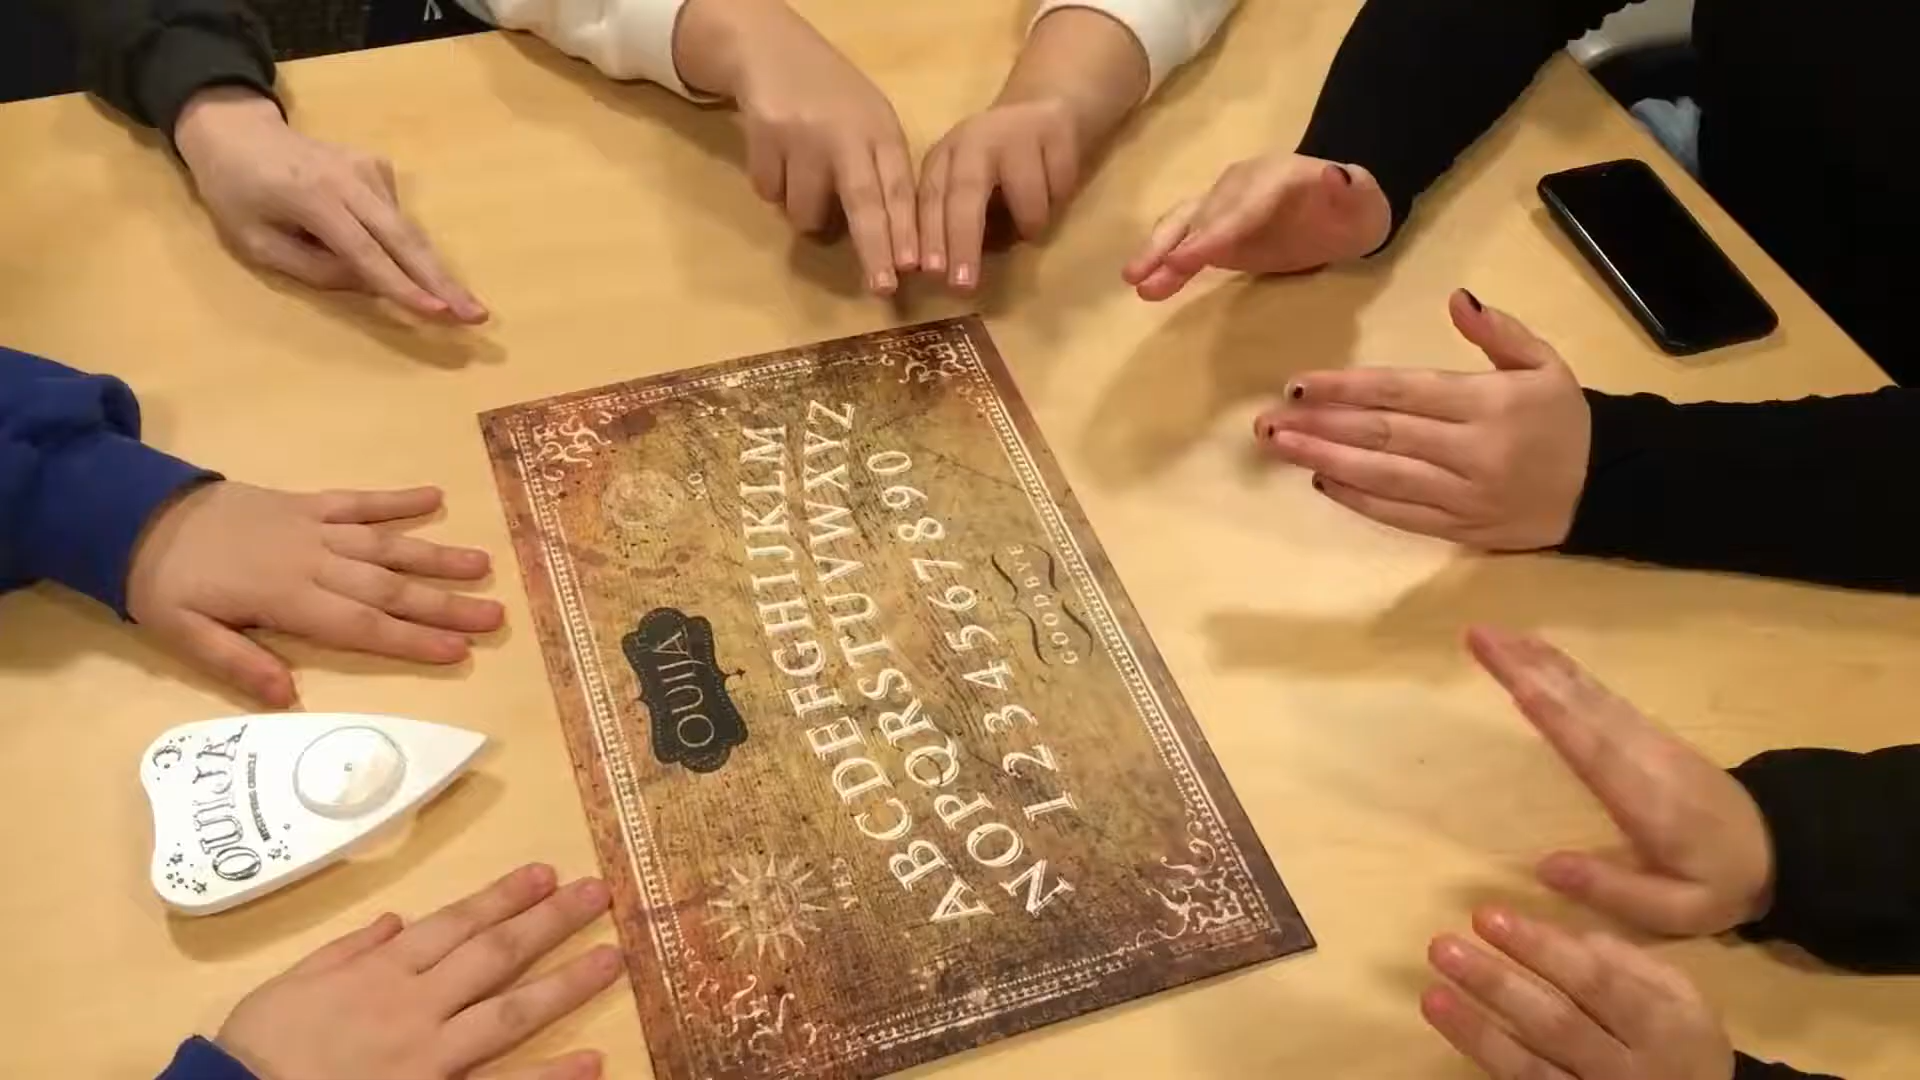 OUIJA
YES
NO
ABCDEFGHIJKLM
NOPQRSTUVWXYZ
1234567890
GOODBYE
OUIJA